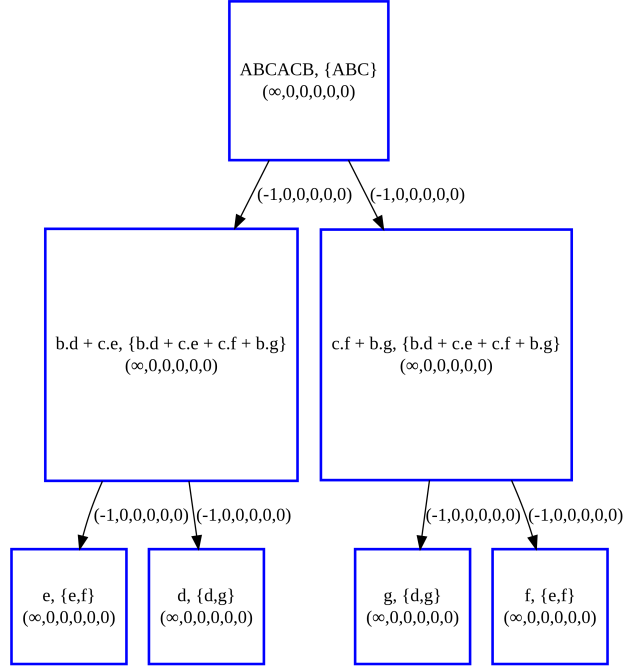 ABCACB, {ABC}
(∞,0,0,0,0,0)
(-1,0,0,0,0,0)
(-1,0,0,0,0,0)
b.d + c.e, {b.d + c.e + c.f + b.g}
(∞,0,0,0,0,0)
c.f + b.g, {b.d + c.e + c.f + b.g}
(∞,0,0,0,0,0)
(-1,0,0,0,0,0)
(-1,0,0,0,0,0)
(-1,0,0,0,0,0)
(-1,0,0,0,0,0)
e, {e,f}
(∞,0,0,0,0,0)
d, {d,g}
(∞,0,0,0,0,0)
g, {d,g}
(∞,0,0,0,0,0)
f, {e,f}
(∞,0,0,0,0,0)